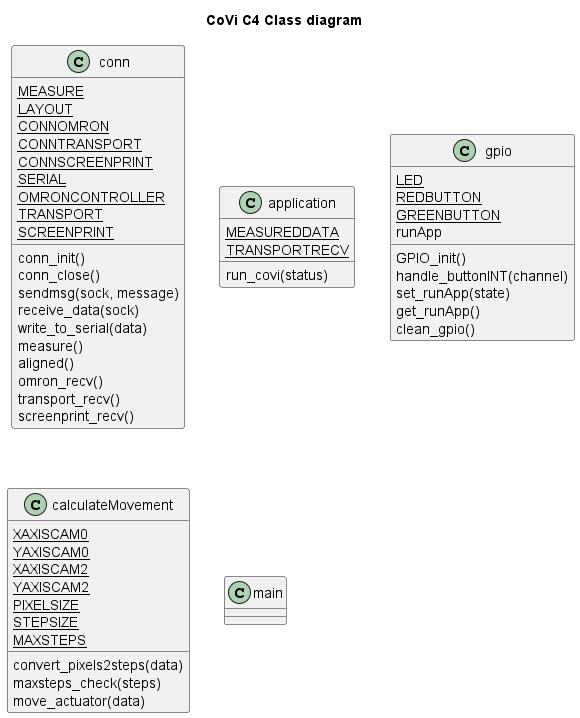 CoVi C4 Class diagram
C conn
MEASURE
LAYOUT
CONNOMRON
CONNTRANSPORT
CONNSCREENPRINT
SERIAL
OMRONCONTROLLER
TRANSPORT
SCREENPRINT
conn_init()
conn_close()
sendmsg(sock, message)
receive_data(sock)
write_to_serial(data)
measure()
aligned()
omron_recv()
transport_recv()
screenprint_recv()
C application
MEASUREDDATA
TRANSPORTRECV
run_covi(status)
C gpio
LED
REDBUTTON
GREENBUTTON
runApp
GPIO_init()
handle_buttonINT(channel)
set_runApp(state)
get_runApp()
clean_gpio()
C calculateMovement
XAXISCAM0
YAXISCAM0
XAXISCAM2
YAXISCAM2
PIXELSIZE
STEPSIZE
MAXSTEPS
convert_pixels2steps(data)
maxsteps_check(steps)
move_actuator(data)
C main